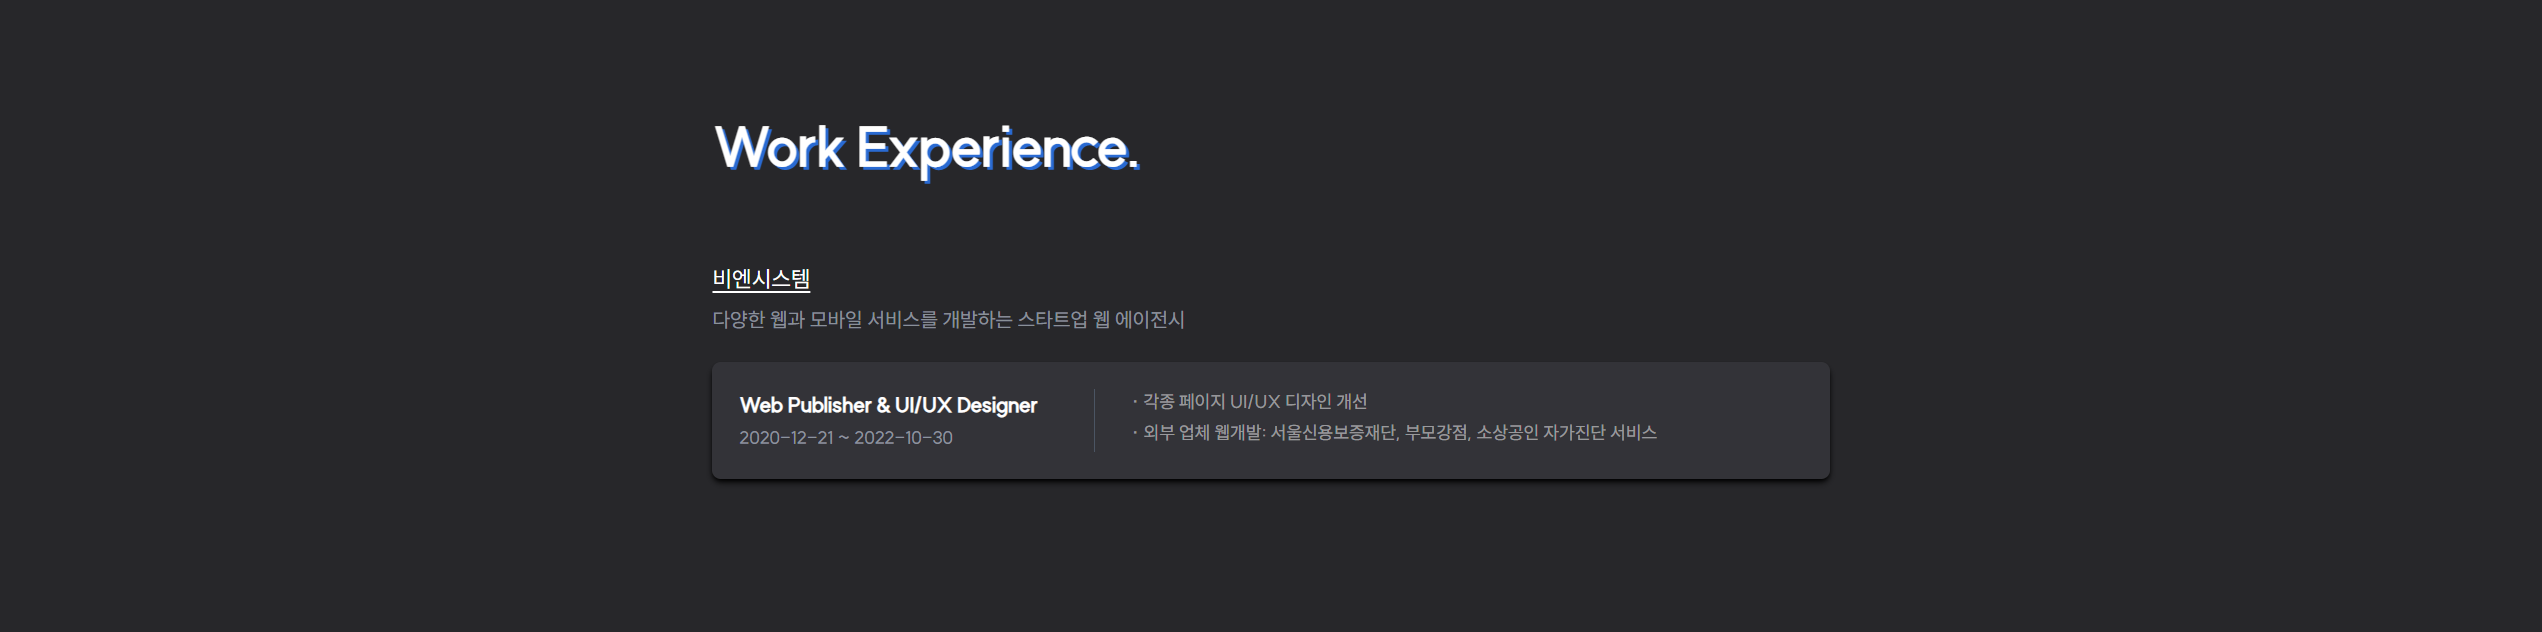 Work Experience.
비엔시스템
다양한 웹과 모바일 서비스를 개발하는 스타트업 웹 에이전시
Web Publisher & UI/UX Designer
2020-12-21 ~ 2022-10-30
· 각종 페이지 UI/UX 디자인 개선
· 외부 업체 웹개발: 서울신용보증재단, 부모강점, 소상공인 자가진단 서비스